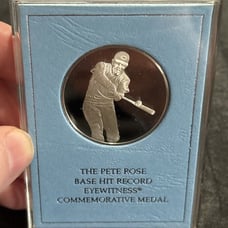 THE PETE ROSE
BASE HIT RECORD
EYEWITNESS®
COMMEMORATIVE MEDAL